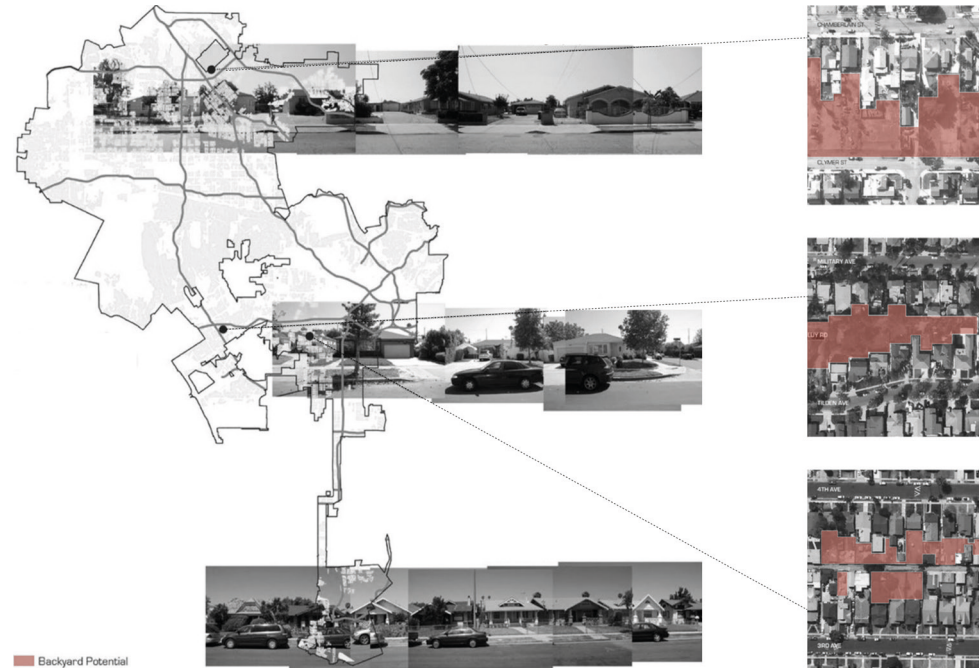 CHAMBERLAIN ST
CLYMER ST
MILITARY AVE
TILDEN AVE
4TH AVE
3RD AVE
Backyard Potential